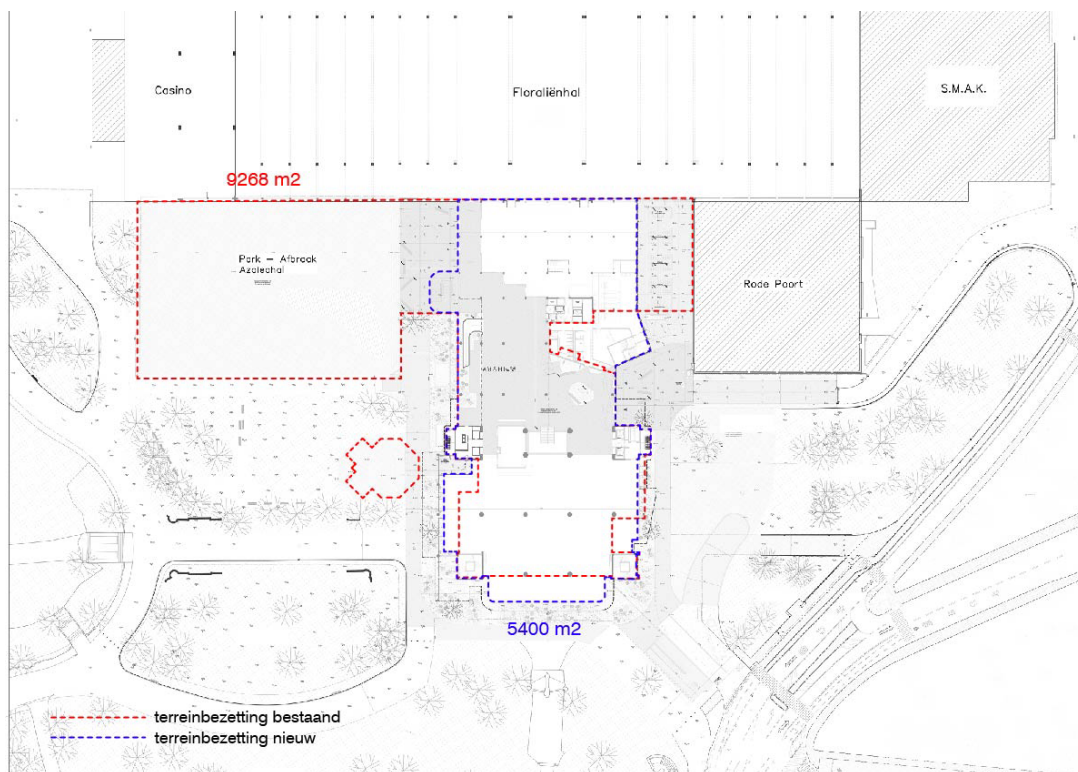 Casino
Floraliënhal
S.M.A.K.
9268 m2
Park - Afbraak
Azaleahal
Rode Poort
5400 m2
terreinbezetting bestaand
terreinbezetting nieuw